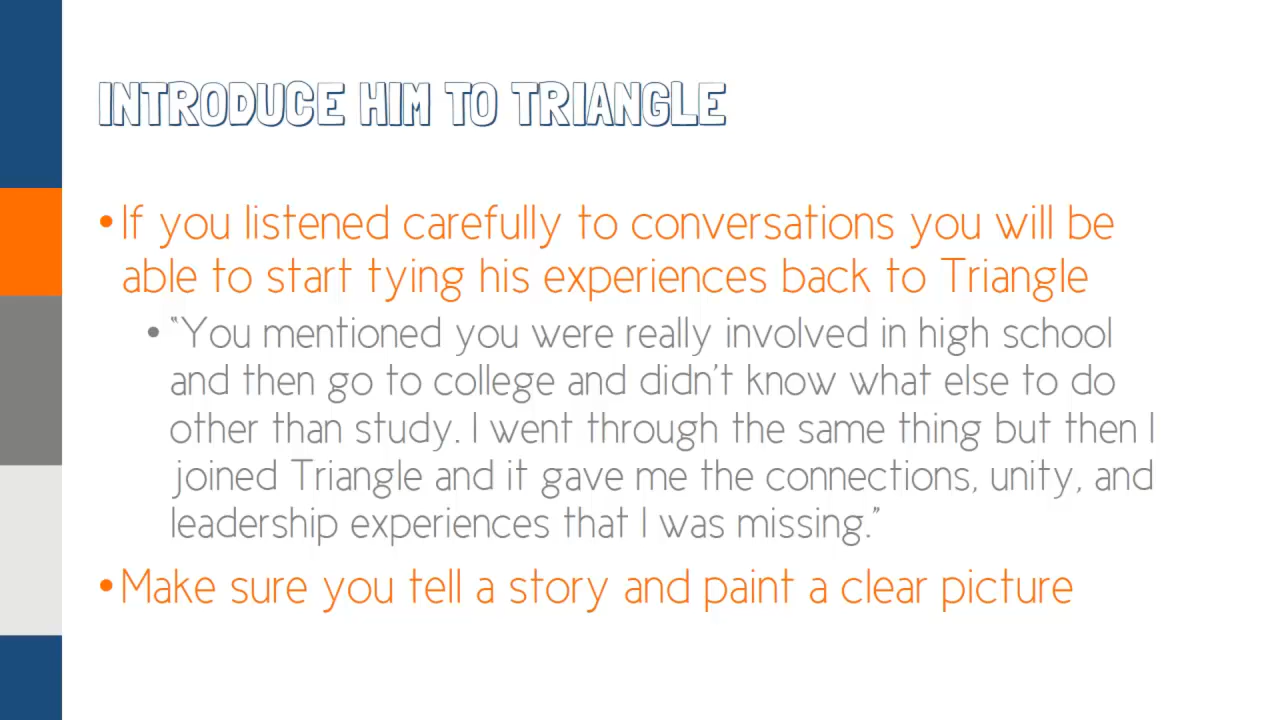 INTRODUCE HIM TO TRIANGLE
•If you listened carefully to conversations you will be
able to start tying his experiences back to Triangle
•"You mentioned you were really involved in high school
and then go to college and didn't know what else to do
other than study. I went through the same thing but then I
joined Triangle and it gave me the connections, unity, and
leadership experiences that I was missing."
•Make sure you tell a story and paint a clear picture